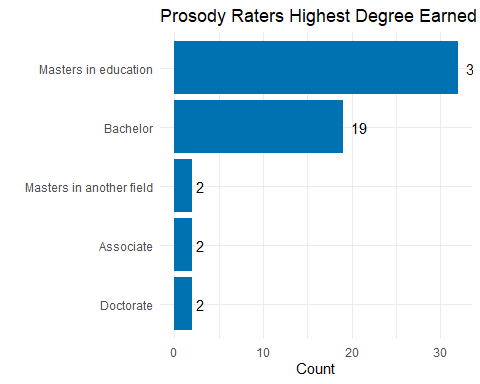 Prosody Raters Highest Degree Earned
Masters in education 3
Bachelor 19
Masters in another field 2
Associate 2
Doctorate 2
0 10 20 30
Count